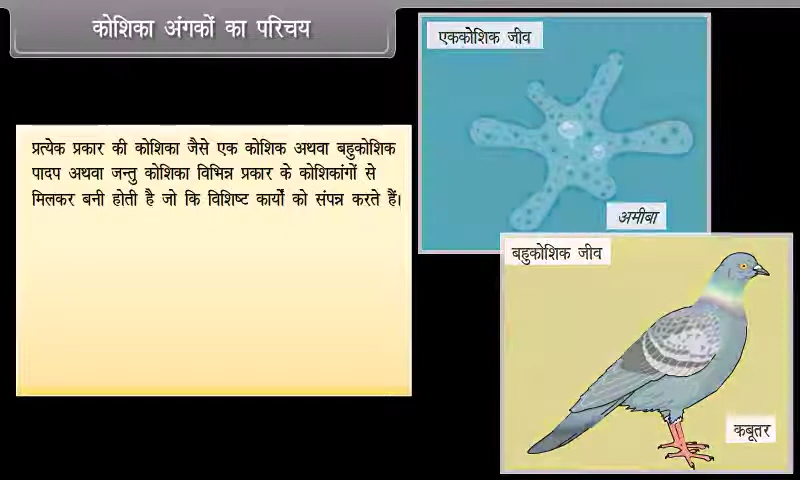 कोशिका अंगकों का परिचय
प्रत्येक प्रकार की कोशिका जैसे एक कोशिक अथवा बहुकोशिक
पादप अथवा जन्तु कोशिका विभिन्न प्रकार के कोशिकांगों से
मिलकर बनी होती है जो कि विशिष्ट कार्यों को संपन्न करते हैं।
एककोशिक जीव
अमीबा
बहुकोशिक जीव
कबूतर